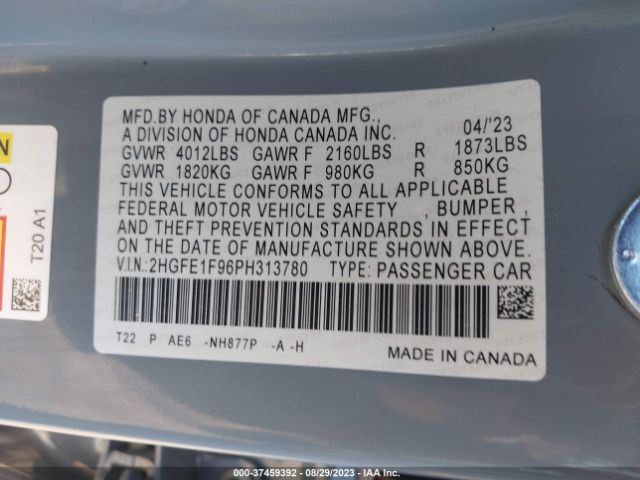 MFD.BY HONDA OF CANADA MFG.,
A DIVISION OF HONDA CANADA INC. 04/'23
GVWR 4012LBS GAWR F 2160LBS R 1873LBS
GVWR 1820KG GAWR F 980KG R 850KG
THIS VEHICLE CONFORMS TO ALL APPLICABLE
FEDERAL MOTOR VEHICLE SAFETY , BUMPER ,
AND THEFT PREVENTION STANDARDS IN EFFECT
ON THE DATE OF MANUFACTURE SHOWN ABOVE.
V.I.N.:2HGFE1F96PH313780 TYPE: PASSENGER CAR
T22 P AE6 -NH877P -A -H
MADE IN CANADA
T20 A1
000-37459392 - 08/29/2023 - IAAI.COM